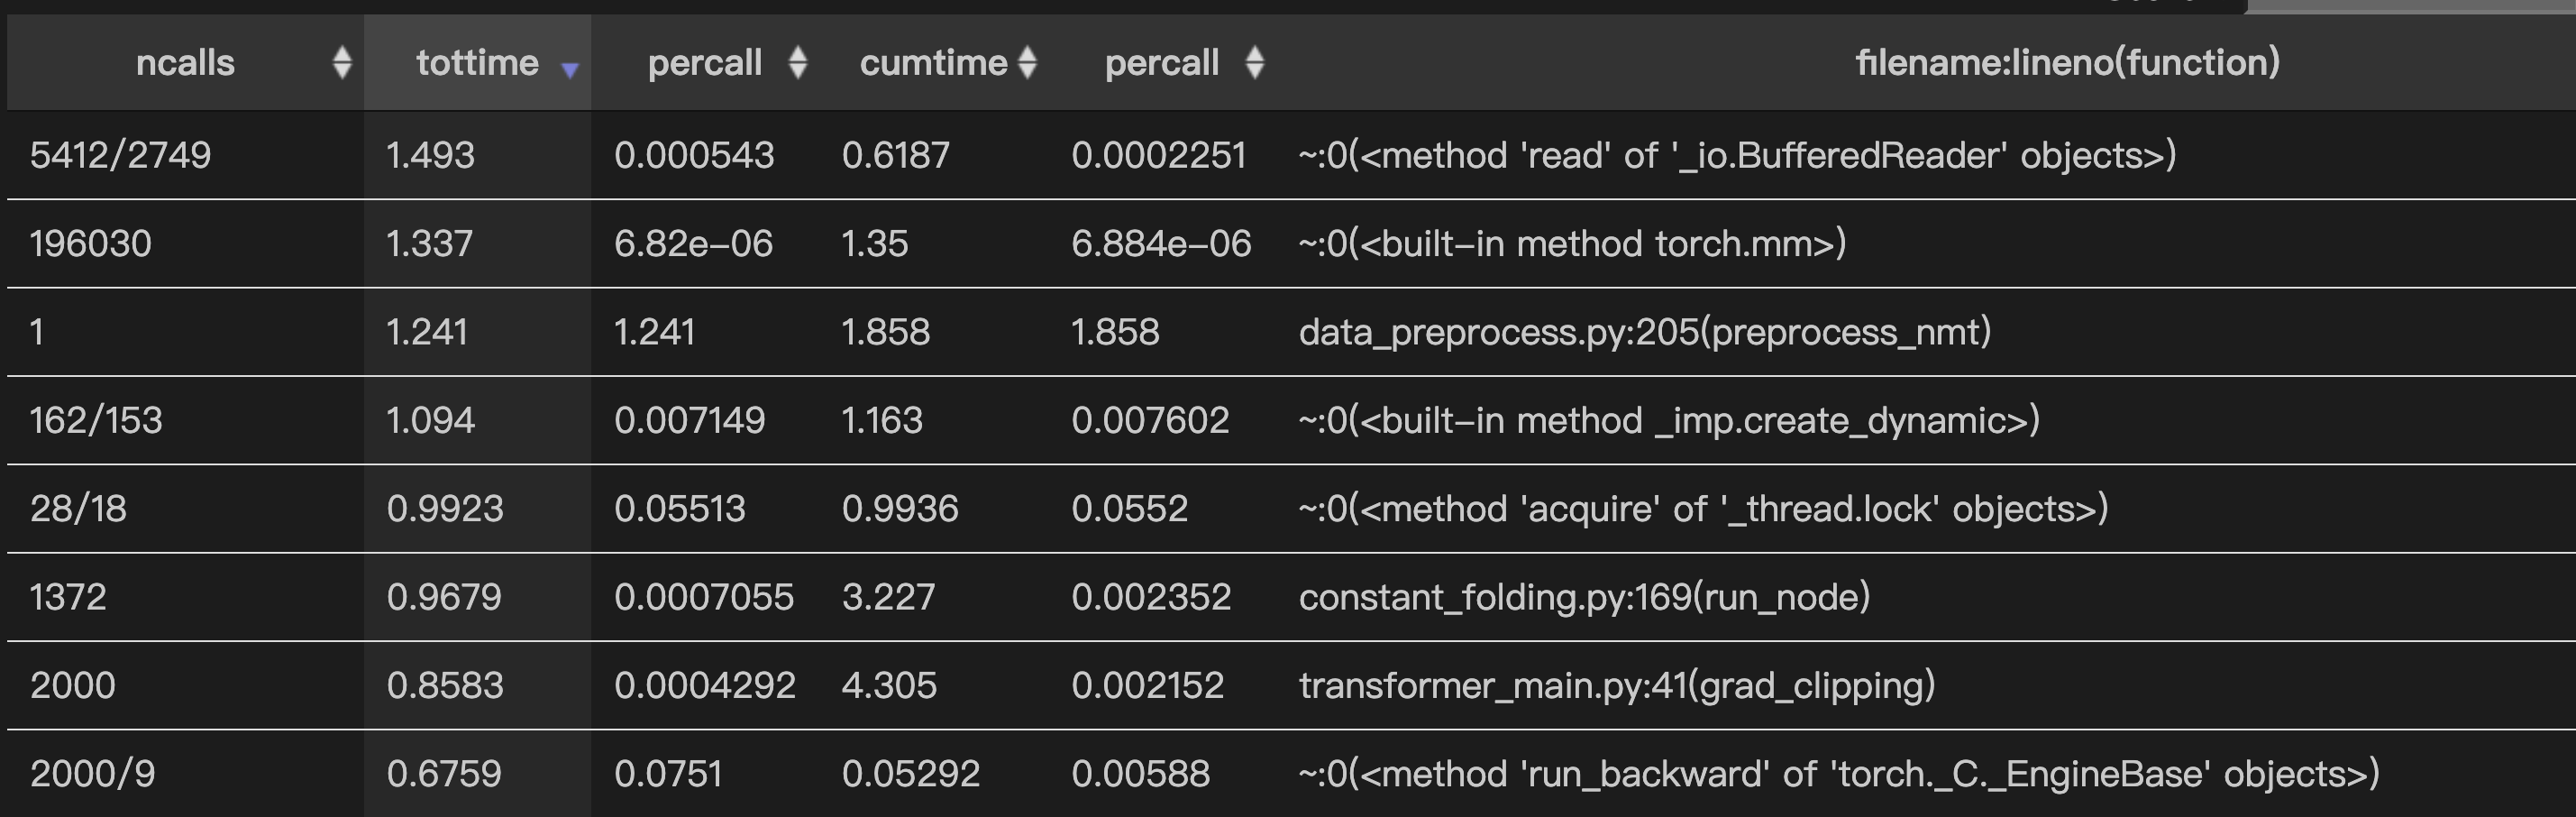 ncalls tottime percall cumtime percall filename:lineno(function)
5412/2749 1.493 0.000543 0.6187 0.0002251 ~:0(<method 'read' of '_io.BufferedReader' objects>)
196030 1.337 6.82e-06 1.35 6.884e-06 ~:0(<built-in method torch.mm>)
1 1.241 1.241 1.858 1.858 data_preprocess.py:205(preprocess_nmt)
162/153 1.094 0.007149 1.163 0.007602 ~:0(<built-in method _imp.create_dynamic>)
28/18 0.9923 0.05513 0.9936 0.0552 ~:0(<method 'acquire' of '_thread.lock' objects>)
1372 0.9679 0.0007055 3.227 0.002352 constant_folding.py:169(run_node)
2000 0.8583 0.0004292 4.305 0.002152 transformer_main.py:41(grad_clipping)
2000/9 0.6759 0.0751 0.05292 0.00588 ~:0(<method 'run_backward' of 'torch._C._EngineBase' objects>)